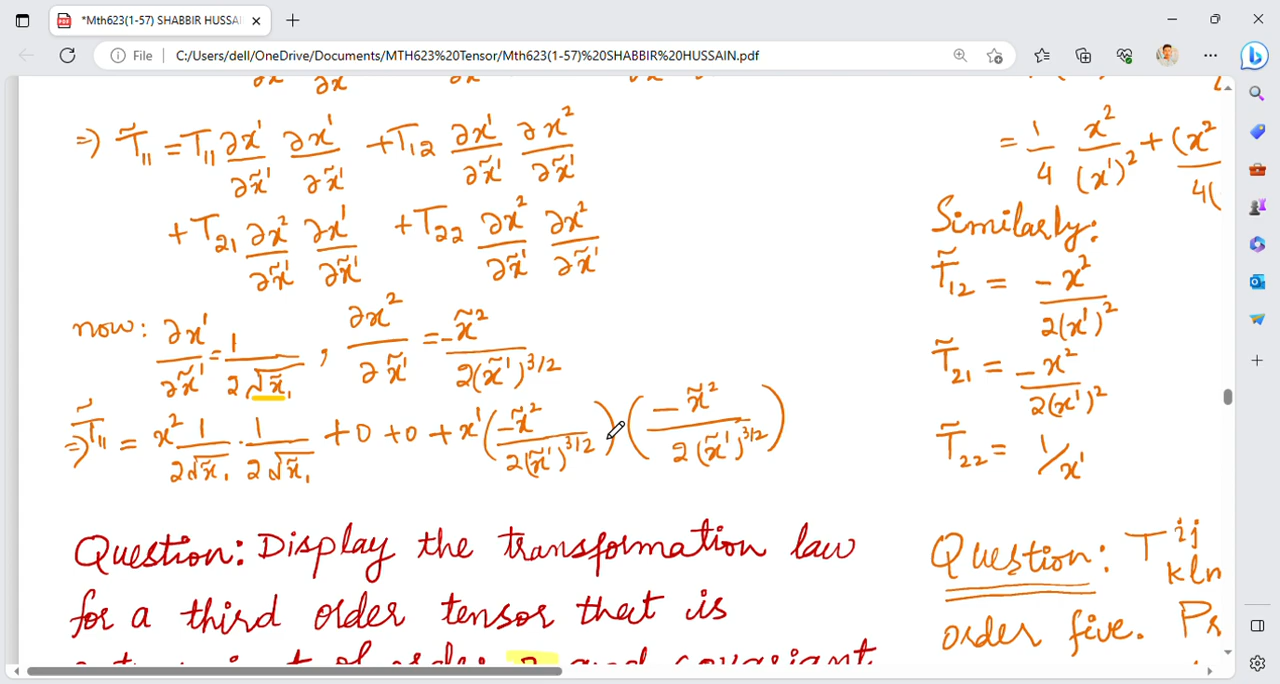 *Mth623(1-57) SHABBIR HUSSAI
File C:/Users/dell/OneDrive/Documents/MTH623%20Tensor/Mth623(1-57)%20SHABBIR%20HUSSAIN.pdf
=) T̃₁₁ = T₁₁ ∂x¹/∂x̃¹ ∂x¹/∂x̃¹ + T₁₂ ∂x¹/∂x̃¹ ∂x²/∂x̃¹
+ T₂₁ ∂x²/∂x̃¹ ∂x¹/∂x̃¹ + T₂₂ ∂x²/∂x̃¹ ∂x²/∂x̃¹
now: ∂x¹/∂x̃¹ = 1/2√x̃₁ , ∂x²/∂x̃¹ = -x̃²/2(x̃¹)^3/2
=) T̃₁₁ = x² 1/2√x̃₁ . 1/2√x̃₁ + 0 + 0 + x¹ (-x̃²/2(x̃¹)^3/2) . (-x̃²/2(x̃¹)^3/2)
Question: Display the transformation law
for a third order tensor that is
= 1/4 x²/(x¹)² + (x²/4(
Similarly:
T̃₁₂ = -x²/2(x¹)²
T̃₂₁ = -x²/2(x¹)²
T̃₂₂ = 1/x¹
Question: T^ij_kln
order five. Pr